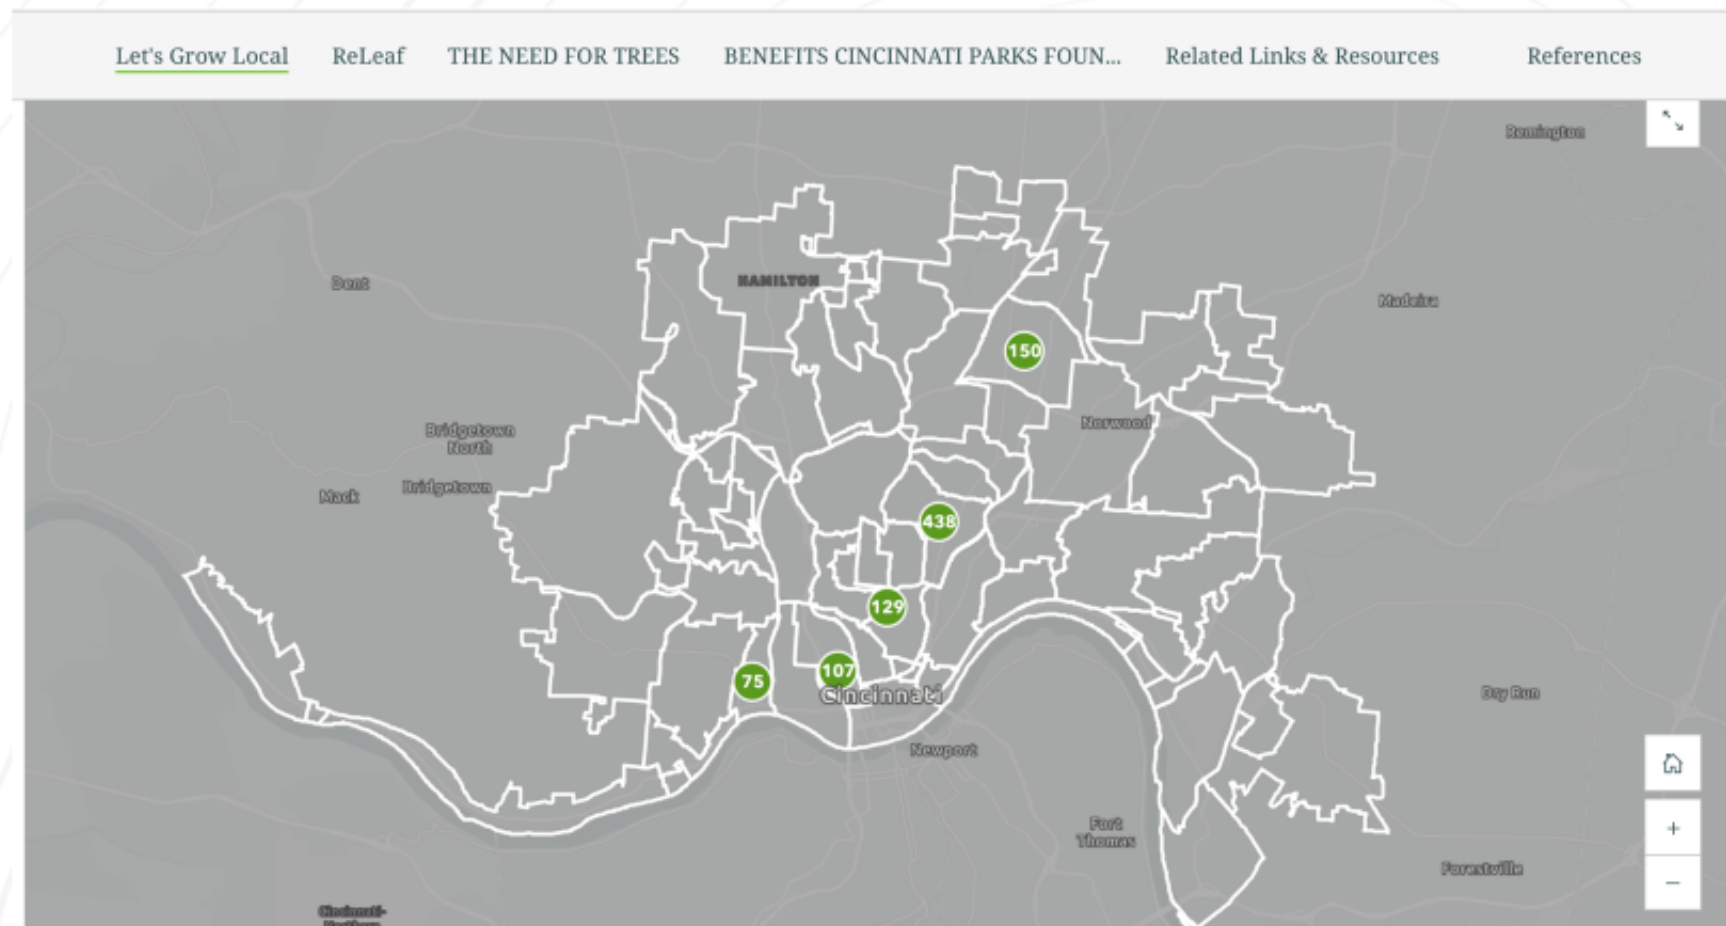 Let's Grow Local
ReLeaf
THE NEED FOR TREES
BENEFITS CINCINNATI PARKS FOUN...
Related Links & Resources
References
Remington
HAMILTON
Dent
Madeira
150
Norwood
Bridgetown
North
Bridgetown
Mack
438
129
107
75
Cincinnati
Dry Run
Newport
Fort
Thomas
Forestville
Cincinnati-